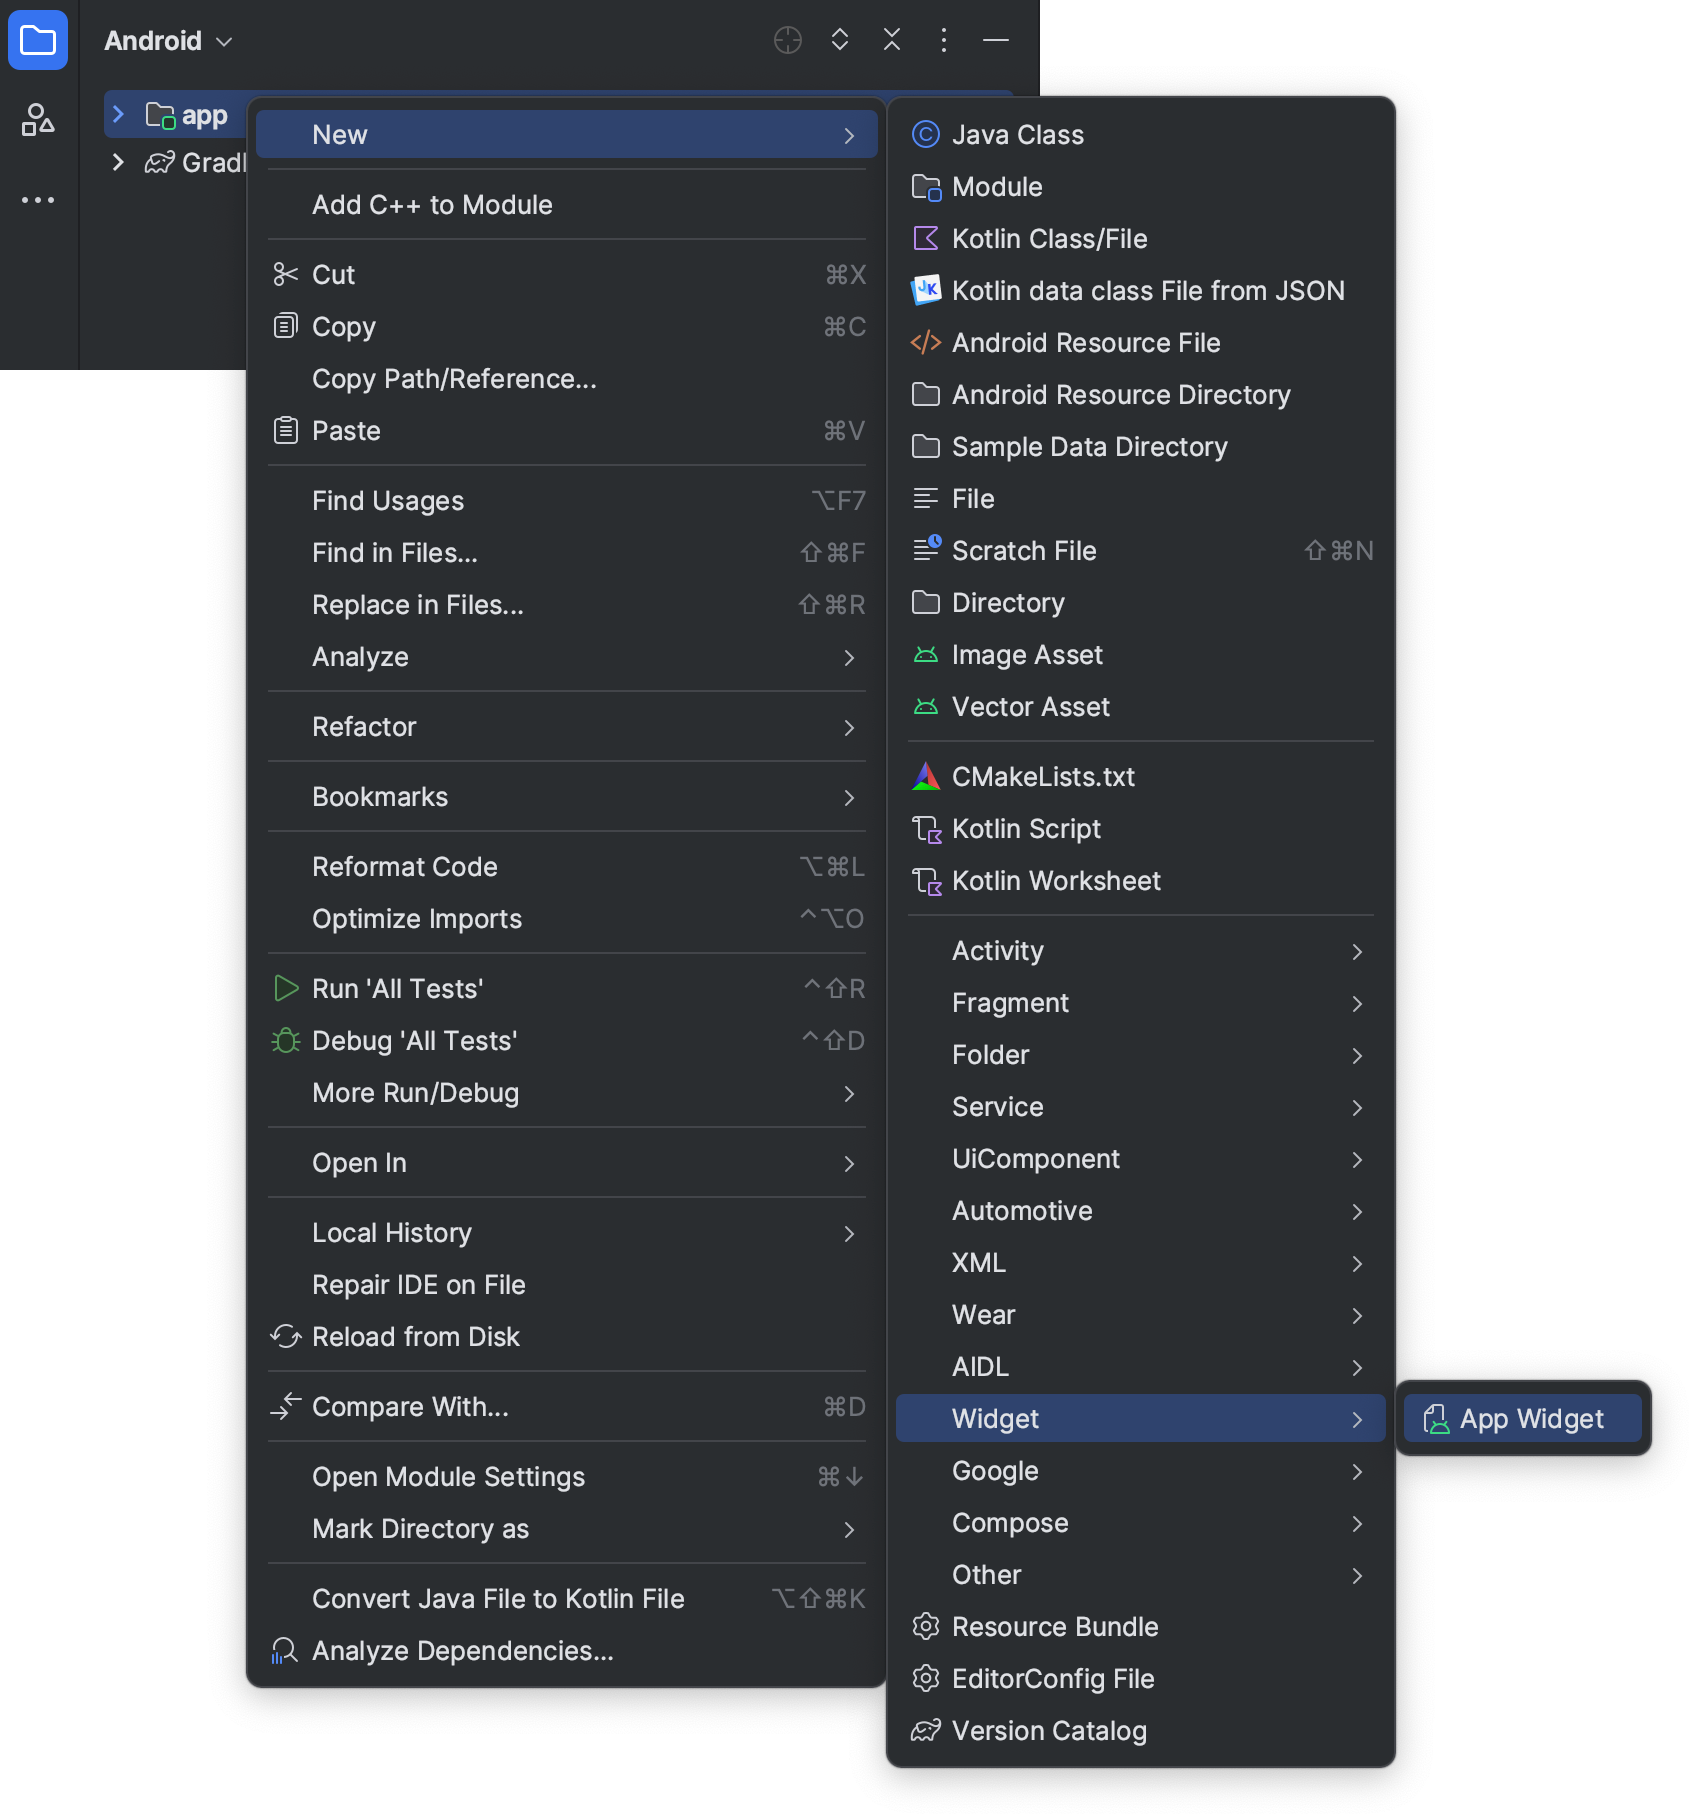 Android
app
Gradl
New
Add C++ to Module
Cut ⌘X
Copy ⌘C
Copy Path/Reference...
Paste ⌘V
Find Usages ⌥F7
Find in Files... ⇧⌘F
Replace in Files... ⇧⌘R
Analyze
Refactor
Bookmarks
Reformat Code ⌥⌘L
Optimize Imports ^⌥O
Run 'All Tests' ^⇧R
Debug 'All Tests' ^⇧D
More Run/Debug
Open In
Local History
Repair IDE on File
Reload from Disk
Compare With... ⌘D
Open Module Settings ⌘↓
Mark Directory as
Convert Java File to Kotlin File ⌥⇧⌘K
Analyze Dependencies...
Java Class
Module
Kotlin Class/File
Kotlin data class File from JSON
Android Resource File
Android Resource Directory
Sample Data Directory
File
Scratch File ⇧⌘N
Directory
Image Asset
Vector Asset
CMakeLists.txt
Kotlin Script
Kotlin Worksheet
Activity
Fragment
Folder
Service
UiComponent
Automotive
XML
Wear
AIDL
Widget
Google
Compose
Other
Resource Bundle
EditorConfig File
Version Catalog
App Widget